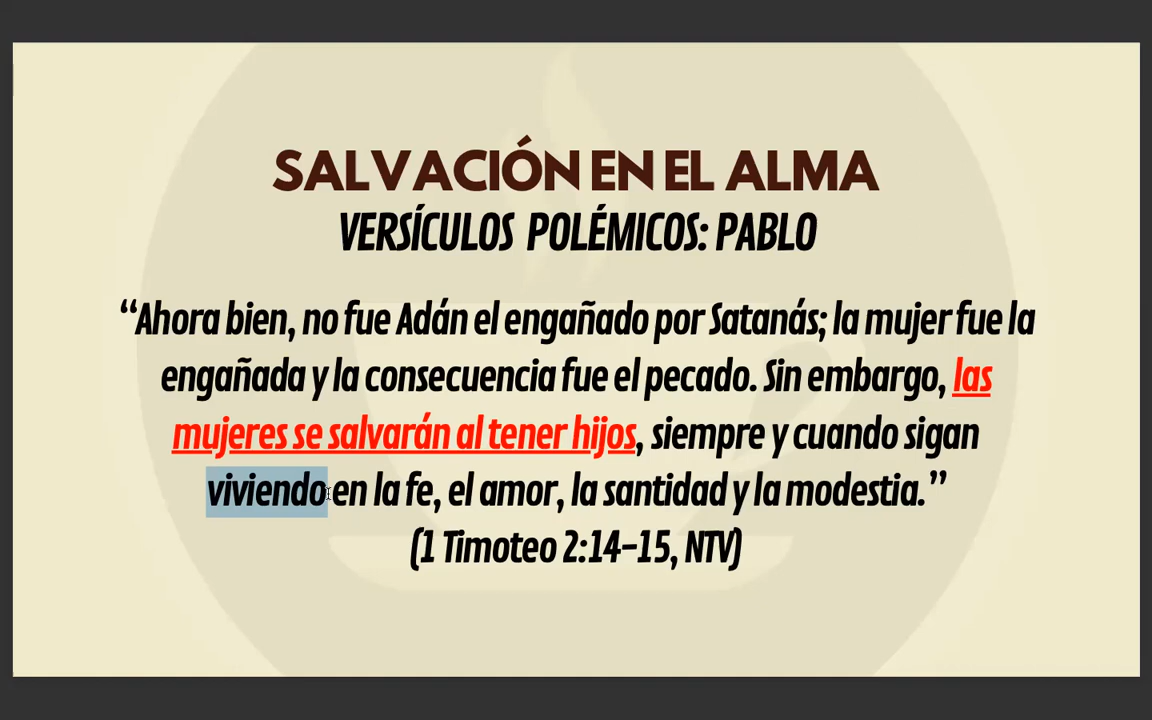 SALVACIÓN EN EL ALMA
VERSÍCULOS POLÉMICOS: PABLO
“Ahora bien, no fue Adán el engañado por Satanás; la mujer fue la
engañada y la consecuencia fue el pecado. Sin embargo, las
mujeres se salvarán al tener hijos, siempre y cuando sigan
viviendo en la fe, el amor, la santidad y la modestia.”
(1 Timoteo 2:14-15, NTV)